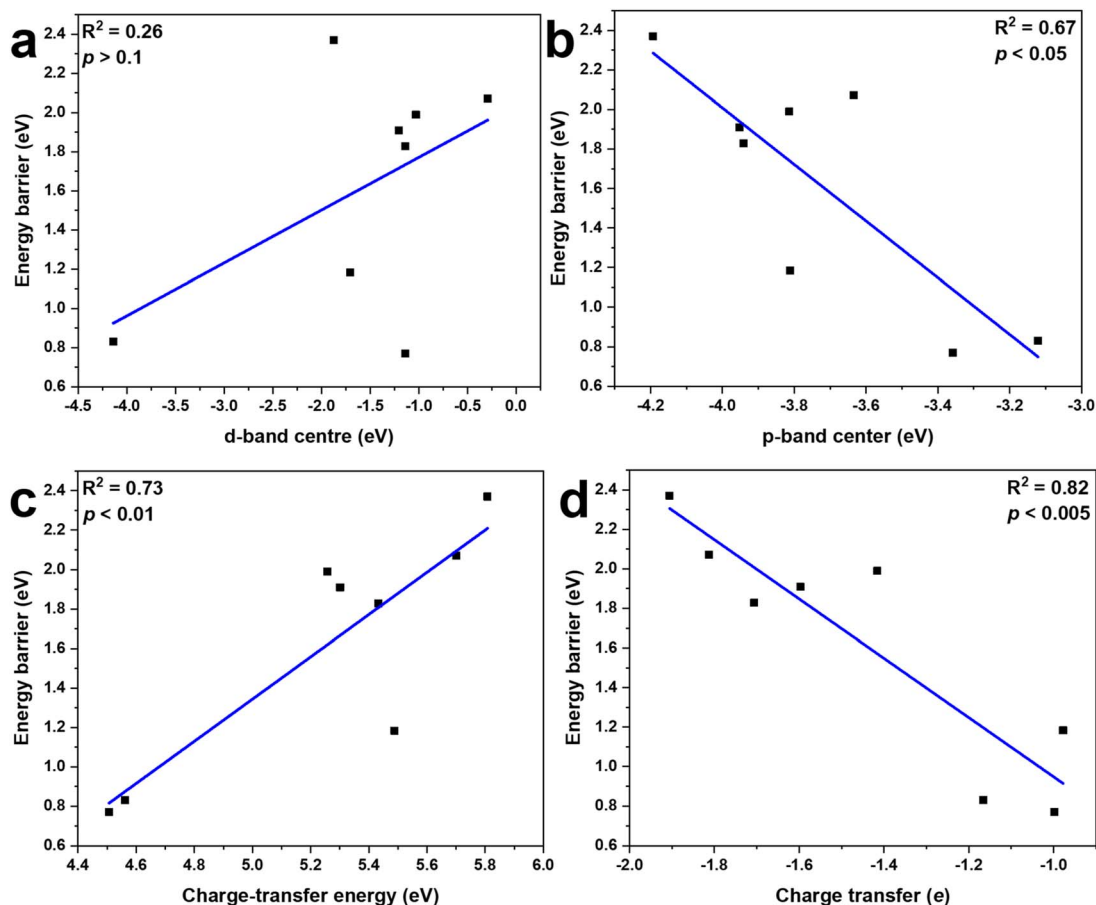 a
R² = 0.26
p > 0.1
Energy barrier (eV)
2.4
2.2
2.0
1.8
1.6
1.4
1.2
1.0
0.8
0.6
-4.5 -4.0 -3.5 -3.0 -2.5 -2.0 -1.5 -1.0 -0.5 0.0
d-band centre (eV)
b
R² = 0.67
p < 0.05
Energy barrier (eV)
2.4
2.2
2.0
1.8
1.6
1.4
1.2
1.0
0.8
0.6
-4.2 -4.0 -3.8 -3.6 -3.4 -3.2 -3.0
p-band center (eV)
c
R² = 0.73
p < 0.01
Energy barrier (eV)
2.4
2.2
2.0
1.8
1.6
1.4
1.2
1.0
0.8
0.6
4.4 4.6 4.8 5.0 5.2 5.4 5.6 5.8 6.0
Charge-transfer energy (eV)
d
R² = 0.82
p < 0.005
Energy barrier (eV)
2.4
2.2
2.0
1.8
1.6
1.4
1.2
1.0
0.8
0.6
-2.0 -1.8 -1.6 -1.4 -1.2 -1.0
Charge transfer (e)